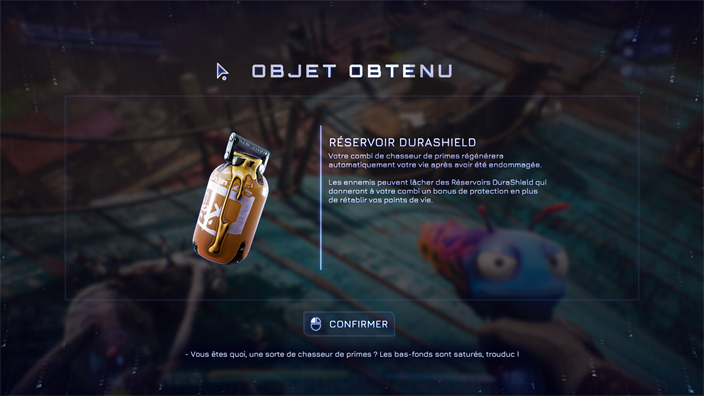 OBJET OBTENU
RÉSERVOIR DURASHIELD
Votre combi de chasseur de primes régénérera
automatiquement votre vie après avoir été endommagée.
Les ennemis peuvent lâcher des Réservoirs DuraShield qui
donneront à votre combi un bonus de protection en plus
de rétablir vos points de vie.
CONFIRMER
- Vous êtes quoi, une sorte de chasseur de primes ? Les bas-fonds sont saturés, trouduc !